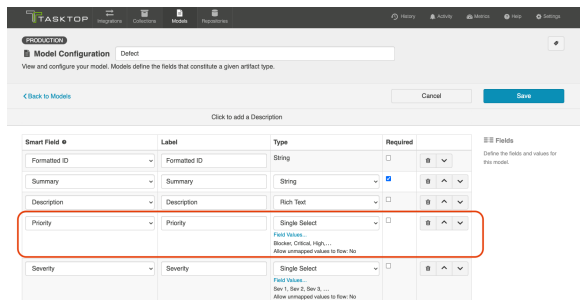 TASKTOP Integrations Collections Models Repositories History Activity Metrics Help Settings
PRODUCTION
Model Configuration Defect
View and configure your model. Models define the fields that constitute a given artifact type.
Back to Models Cancel Save
Click to add a Description
Smart Field Label Type Required Fields
Formatted ID Formatted ID String Define the fields and values for
this model.
Summary Summary String
Description Description Rich Text
Priority Priority Single Select
Field Values...
Blocker, Critical, High,...
Allow unmapped values to flow: No
Severity Severity Single Select
Field Values...
Sev 1, Sev 2, Sev 3, ...
Allow unmapped values to flow: No